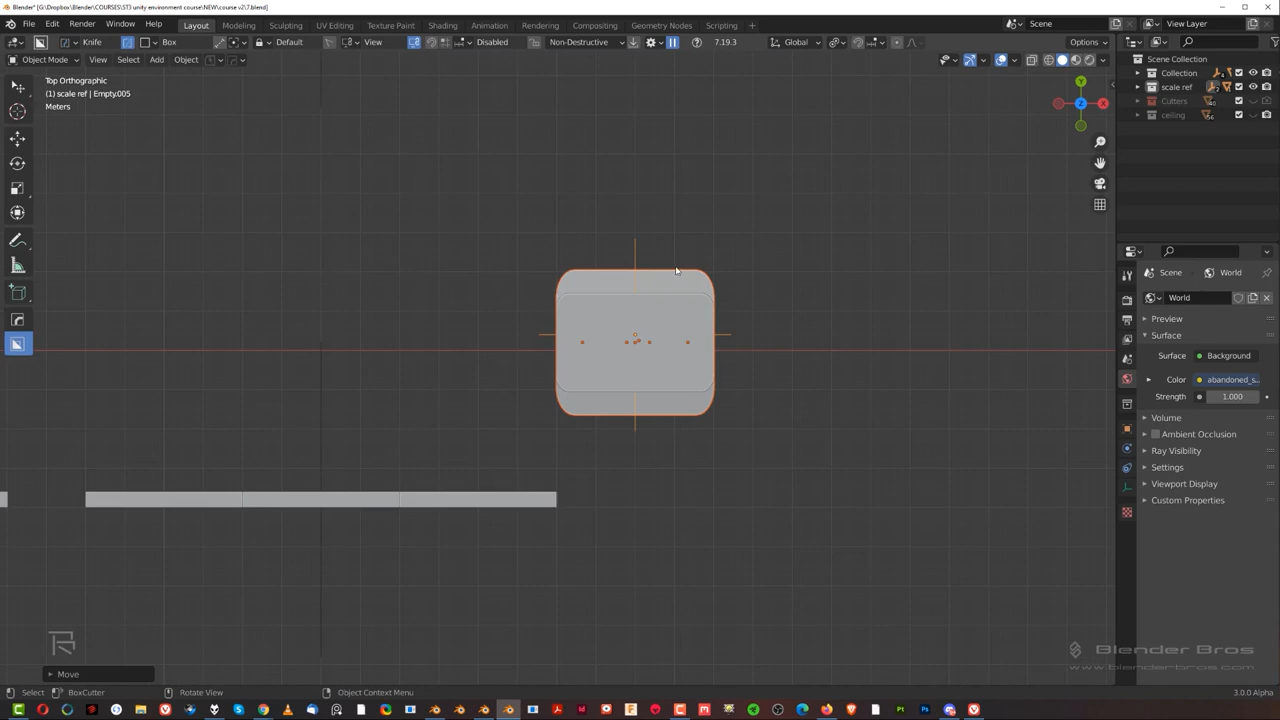 Blender* [G:\Dropbox\Blender\COURSES\ST3 unity environment course\NEW\course v2\7.blend]
File Edit Render Window Help Layout Modeling Sculpting UV Editing Texture Paint Shading Animation Rendering Compositing Geometry Nodes Scripting Scene View Layer
Knife Box Default View Disabled Non-Destructive 7.19.3 Global Options
Object Mode View Select Add Object
Top Orthographic
(1) scale ref | Empty.005
Meters
Scene Collection
Collection 4
scale ref 2
Cutters 40
ceiling 56
Y
Z X
Scene World
World
Preview
Surface
Surface Background
Color abandoned_s...
Strength 1.000
Volume
Ambient Occlusion
Ray Visibility
Settings
Viewport Display
Custom Properties
Blender Bros
www.blenderbros.com
Move
Select BoxCutter Rotate View Object Context Menu 3.0.0 Alpha